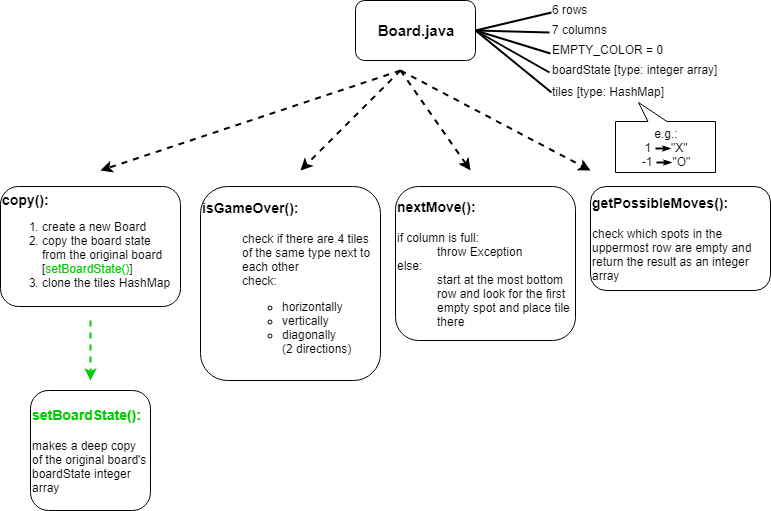 Board.java
6 rows
7 columns
EMPTY_COLOR = 0
boardState [type: integer array]
tiles [type: HashMap]
e.g.:
1 "X"
-1 "O"
copy():
1. create a new Board
2. copy the board state
from the original board
[setBoardState()]
3. clone the tiles HashMap
isGameOver():
check if there are 4 tiles
of the same type next to
each other
check:
horizontally
vertically
diagonally
(2 directions)
nextMove():
if column is full:
throw Exception
else:
start at the most bottom
row and look for the first
empty spot and place tile
there
getPossibleMoves():
check which spots in the
uppermost row are empty and
return the result as an integer
array
setBoardState():
makes a deep copy
of the original board's
boardState integer
array